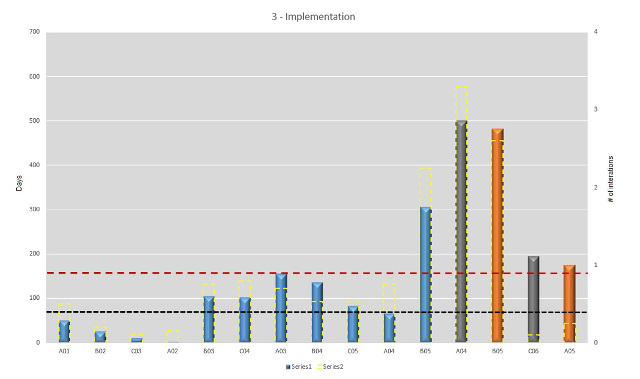 3 - Implementation
700
600
500
400
300
200
100
0
4
3
2
1
0
Days
# of interations
A01 B02 C03 A02 B03 C04 A03 B04 C05 A04 B05 A04 B05 C06 A05
Series1 Series2